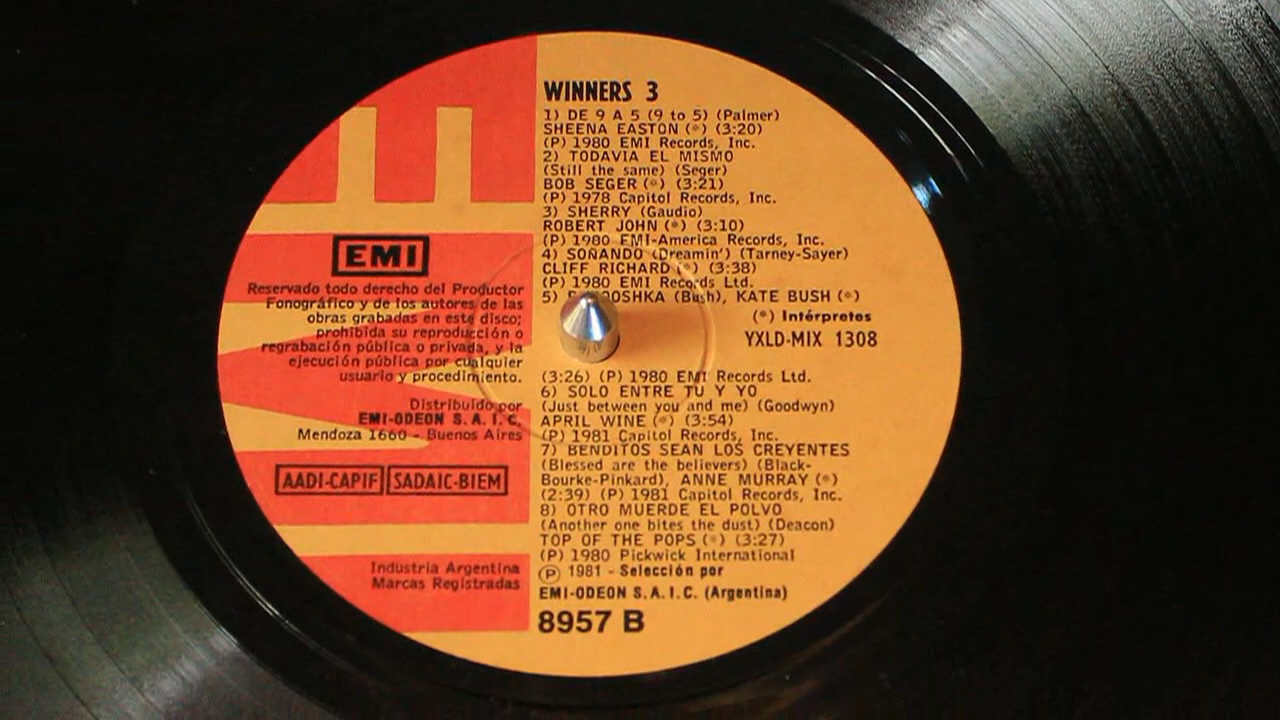 WINNERS 3
1) DE 9 A 5 (9 to 5) (Palmer)
SHEENA EASTON (*) (3:20)
(P) 1980 EMI Records, Inc.
2) TODAVIA EL MISMO
(Still the same) (Seger)
BOB SEGER (*) (3:21)
(P) 1978 Capitol Records, Inc.
3) SHERRY (Gaudio)
ROBERT JOHN (*) (3:10)
(P) 1980 EMI-America Records, Inc.
4) SOÑANDO (Dreamin') (Tarney-Sayer)
CLIFF RICHARD (*) (3:38)
(P) 1980 EMI Records Ltd.
5) (Bush), KATE BUSH (*)
(*) Intérpretes
YXLD-MIX 1308
(3:26) (P) 1980 EMI Records Ltd.
6) SOLO ENTRE TU Y YO
(Just between you and me) (Goodwyn)
APRIL WINE (*) (3:54)
(P) 1981 Capitol Records, Inc.
7) BENDITOS SEAN LOS CREYENTES
(Blessed are the believers) (Black-
Bourke-Pinkard), ANNE MURRAY (*)
(2:39) (P) 1981 Capitol Records, Inc.
8) OTRO MUERDE EL POLVO
(Another one bites the dust) (Deacon)
TOP OF THE POPS (*) (3:27)
(P) 1980 Pickwick International
Ⓟ 1981 - Selección por
EMI-ODEON S.A.I.C. (Argentina)
8957 B
EMI
Reservado todo derecho del Productor
Fonográfico y de los autores de las
obras grabadas en este disco;
prohibida su reproducción o
regrabación pública o privada, y la
ejecución pública por cualquier
usuario y procedimiento.
Distribuido por
EMI-ODEON S.A.I.C.
Mendoza 1660 - Buenos Aires
AADI-CAPIF SADAIC-BIEM
Industria Argentina
Marcas Registradas